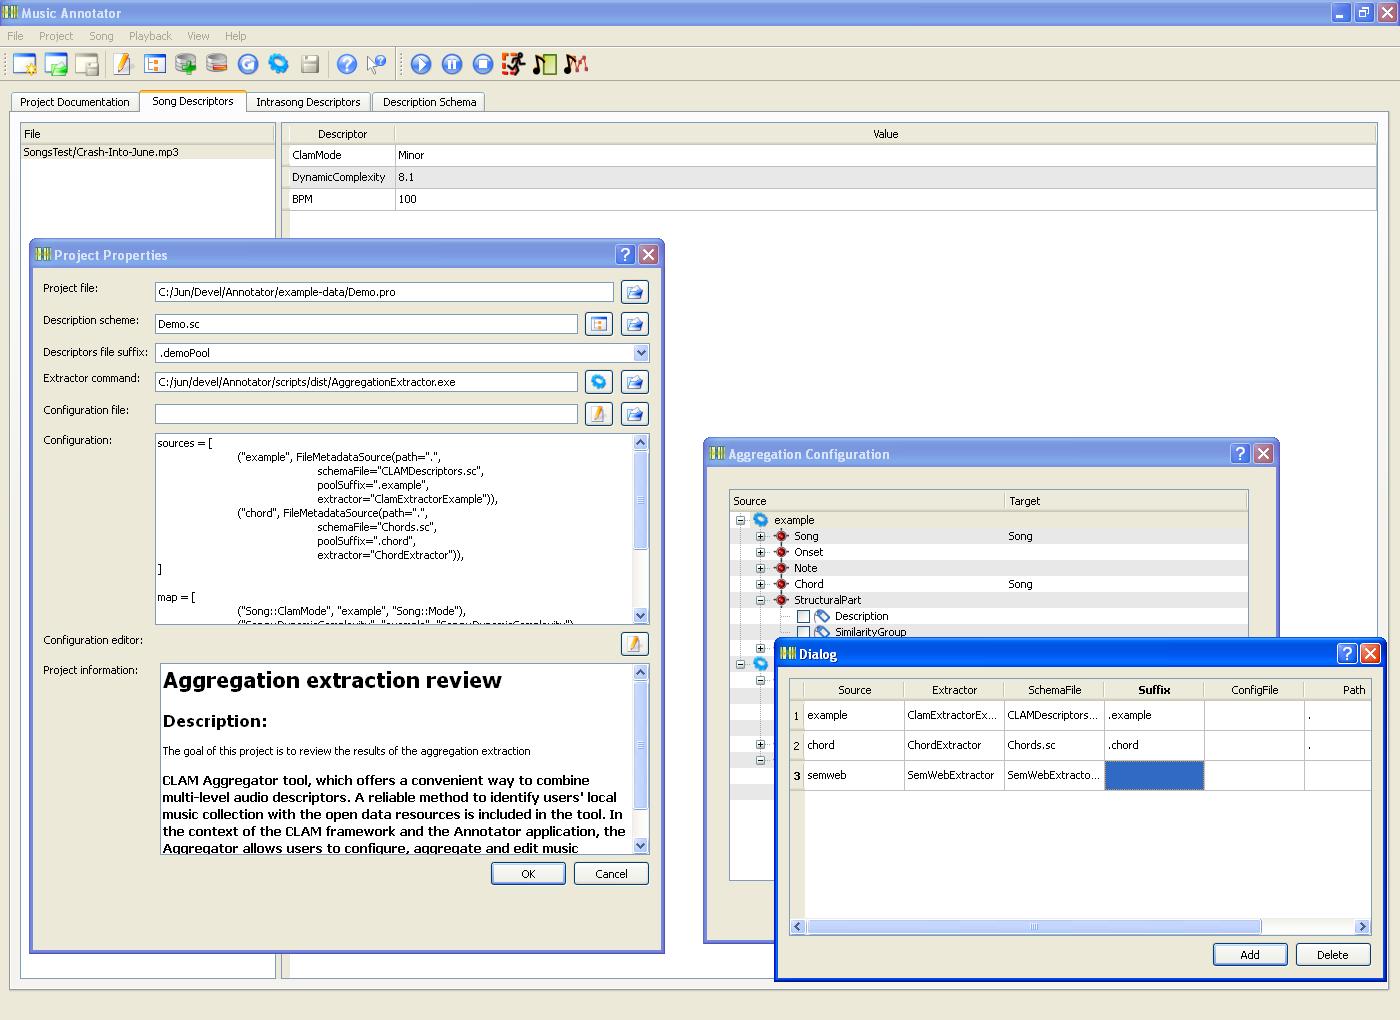 Music Annotator
File Project Song Playback View Help
Project Documentation Song Descriptors Intrasong Descriptors Description Schema
File
SongsTest/Crash-Into-June.mp3
Descriptor Value
ClamMode Minor
DynamicComplexity 8.1
BPM 100
Project Properties
Project file: C:/Jun/Devel/Annotator/example-data/Demo.pro
Description scheme: Demo.sc
Descriptors file suffix: .demoPool
Extractor command: C:/jun/devel/Annotator/scripts/dist/AggregationExtractor.exe
Configuration file:
Configuration:
sources = [
("example", FileMetadataSource(path=".",
schemaFile="CLAMDescriptors.sc",
poolSuffix=".example",
extractor="ClamExtractorExample")),
("chord", FileMetadataSource(path=".",
schemaFile="Chords.sc",
poolSuffix=".chord",
extractor="ChordExtractor")),
]
map = [
("Song::ClamMode", "example", "Song::Mode"),
("Song::DynamicComplexity", "example", "Song::DynamicComplexity")
Configuration editor:
Project information:
Aggregation extraction review
Description:
The goal of this project is to review the results of the aggregation extraction
CLAM Aggregator tool, which offers a convenient way to combine
multi-level audio descriptors. A reliable method to identify users' local
music collection with the open data resources is included in the tool. In
the context of the CLAM framework and the Annotator application, the
Aggregator allows users to configure, aggregate and edit music
OK Cancel
Aggregation Configuration
Source Target
example
Song Song
Onset
Note
Chord Song
StructuralPart
Description
SimilarityGroup
Dialog
Source Extractor SchemaFile Suffix ConfigFile Path
1 example ClamExtractorEx... CLAMDescriptors... .example .
2 chord ChordExtractor Chords.sc .chord .
3 semweb SemWebExtractor SemWebExtracto...
Add Delete